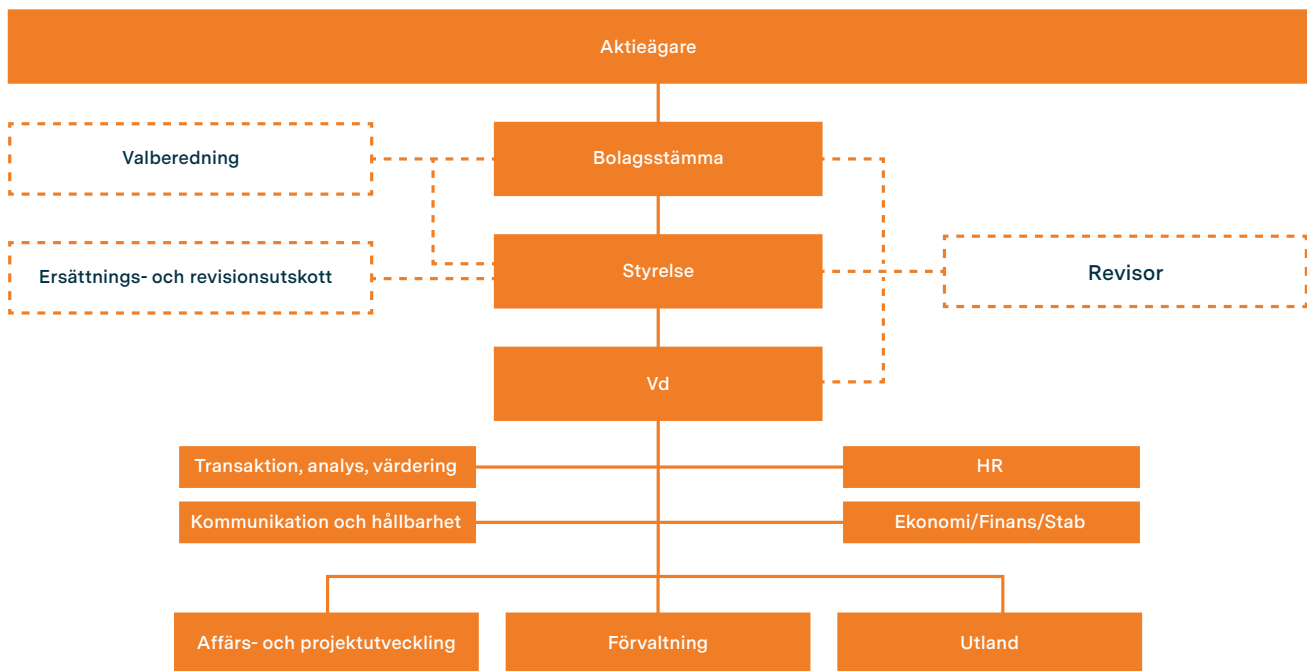 Aktieägare
Valberedning
Bolagsstämma
Ersättnings- och revisionsutskott
Styrelse
Revisor
Vd
Transaktion, analys, värdering
HR
Kommunikation och hållbarhet
Ekonomi/Finans/Stab
Affärs- och projektutveckling
Förvaltning
Utland